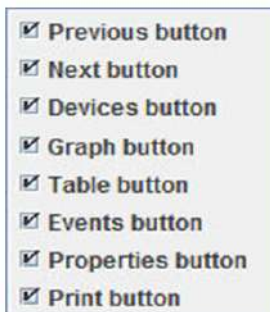 Previous button
Next button
Devices button
Graph button
Table button
Events button
Properties button
Print button